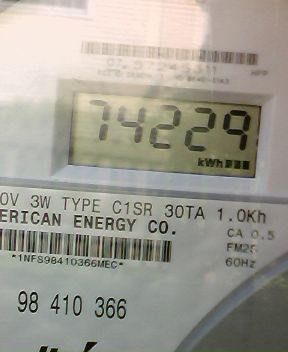 74229
kWh
0V 3W TYPE C1SR 30TA 1.0Kh
ERICAN ENERGY CO.
CA 0.5
FM2S
60Hz
*1NFS98410366MEC*
98 410 366